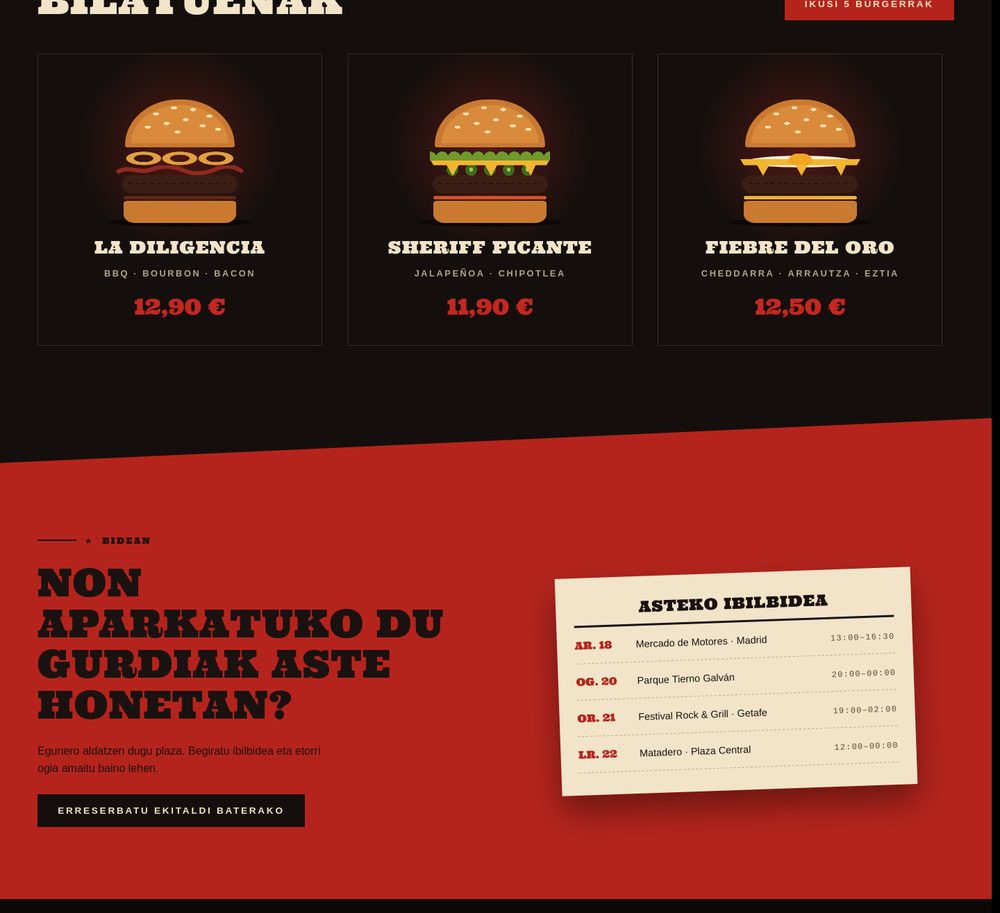 BILATUENAK
IKUSI 5 BURGERRAK
LA DILIGENCIA
BBQ · BOURBON · BACON
12,90 €
SHERIFF PICANTE
JALAPEÑOA · CHIPOTLEA
11,90 €
FIEBRE DEL ORO
CHEDDARRA · ARRAUTZA · EZTIA
12,50 €
★ BIDEAN
NON
APARKATUKO DU
GURDIAK ASTE
HONETAN?
Egunero aldatzen dugu plaza. Begiratu ibilbidea eta etorri
ogia amaitu baino lehen.
ERRESERBATU EKITALDI BATERAKO
ASTEKO IBILBIDEA
AR. 18 Mercado de Motores · Madrid 13:00–16:30
OG. 20 Parque Tierno Galván 20:00–00:00
OR. 21 Festival Rock & Grill · Getafe 19:00–02:00
LR. 22 Matadero · Plaza Central 12:00–00:00